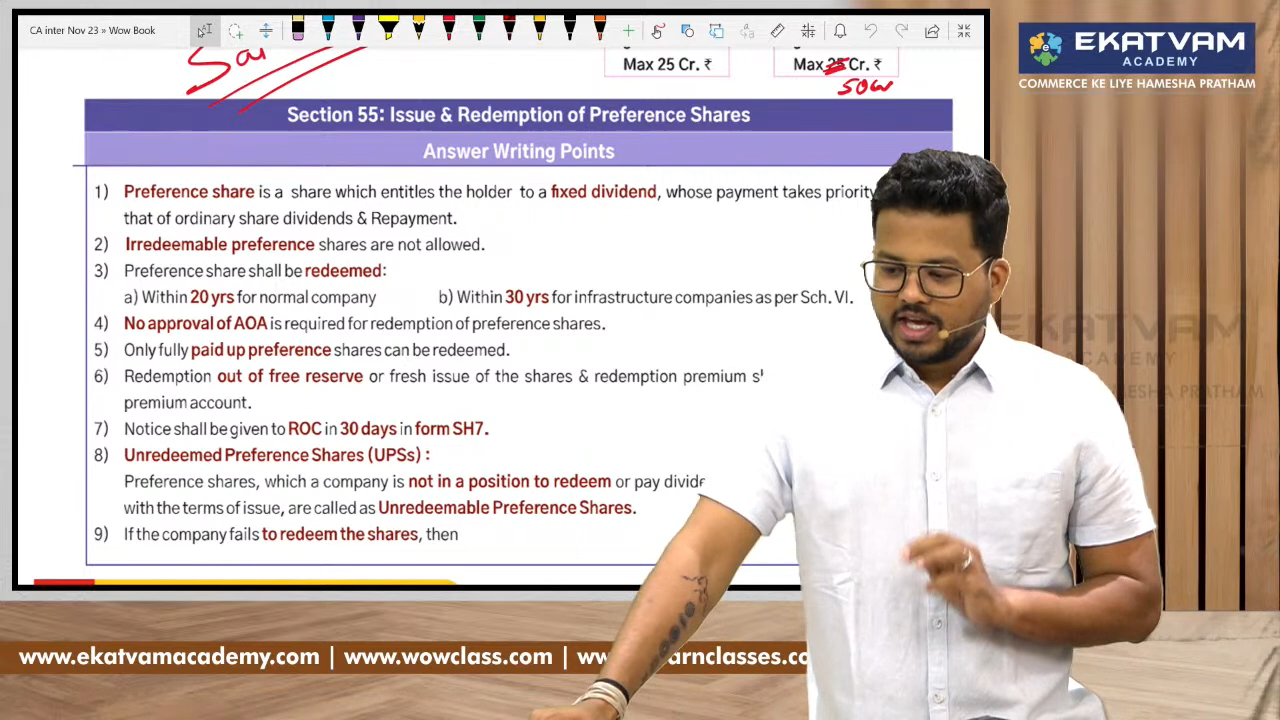 CA inter Nov 23 » Wow Book
EKATVAM
ACADEMY
COMMERCE KE LIYE HAMESHA PRATHAM
Sar
Max 25 Cr. ₹
Max 25 Cr. ₹
50
Section 55: Issue & Redemption of Preference Shares
Answer Writing Points
1) Preference share is a share which entitles the holder to a fixed dividend, whose payment takes priority
that of ordinary share dividends & Repayment.
2) Irredeemable preference shares are not allowed.
3) Preference share shall be redeemed:
a) Within 20 yrs for normal company b) Within 30 yrs for infrastructure companies as per Sch. VI.
4) No approval of AOA is required for redemption of preference shares.
5) Only fully paid up preference shares can be redeemed.
6) Redemption out of free reserve or fresh issue of the shares & redemption premium
premium account.
7) Notice shall be given to ROC in 30 days in form SH7.
8) Unredeemed Preference Shares (UPSs) :
Preference shares, which a company is not in a position to redeem or pay
with the terms of issue, are called as Unredeemable Preference Shares.
9) If the company fails to redeem the shares, then
EKATVAM
ACADEMY
HAMESHA PRATHAM
www.ekatvamacademy.com | www.wowclass.com |